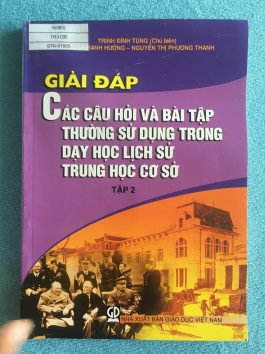 TRỊNH ĐÌNH TÙNG (Chủ biên)
HƯƠNG – NGUYỄN THỊ PHƯƠNG THANH
GIẢI ĐÁP
CÁC CÂU HỎI VÀ BÀI TẬP
THƯỜNG SỬ DỤNG TRONG
DẠY HỌC LỊCH SỬ
TRUNG HỌC CƠ SỞ
TẬP 2
NHÀ XUẤT BẢN GIÁO DỤC VIỆT NAM